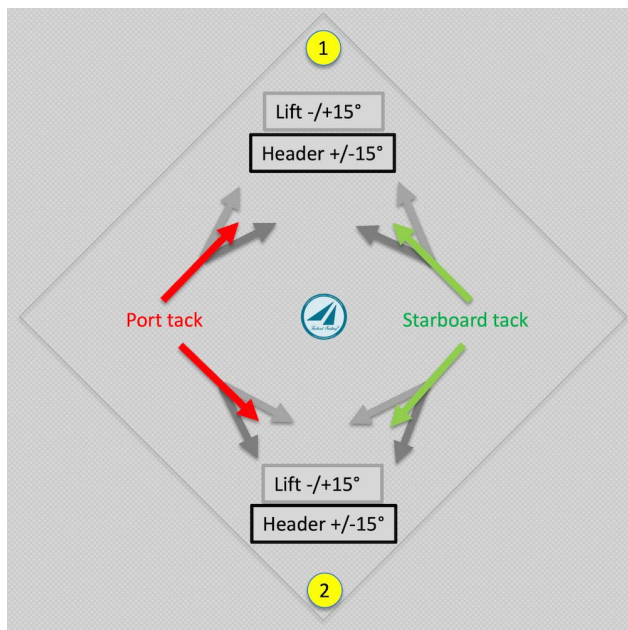 1
Lift -/+15°
Header +/-15°
Port tack
Starboard tack
Lift -/+15°
Header +/-15°
2